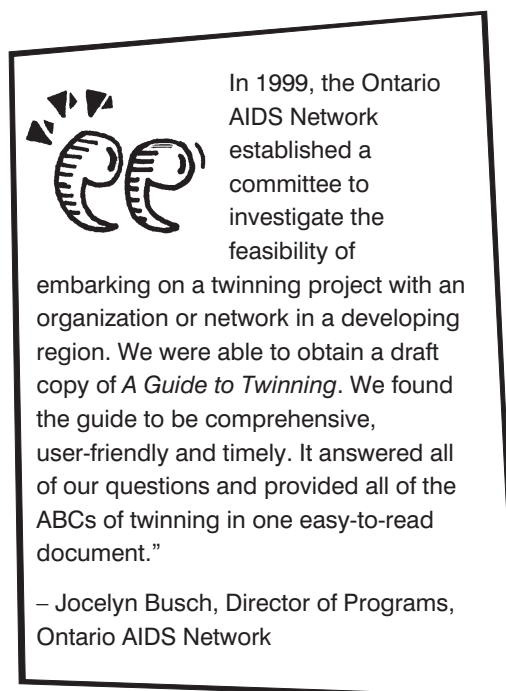 In 1999, the Ontario
AIDS Network
established a
committee to
investigate the
feasibility of
embarking on a twinning project with an
organization or network in a developing
region. We were able to obtain a draft
copy of A Guide to Twinning. We found
the guide to be comprehensive,
user-friendly and timely. It answered all
of our questions and provided all of the
ABCs of twinning in one easy-to-read
document.”
– Jocelyn Busch, Director of Programs,
Ontario AIDS Network